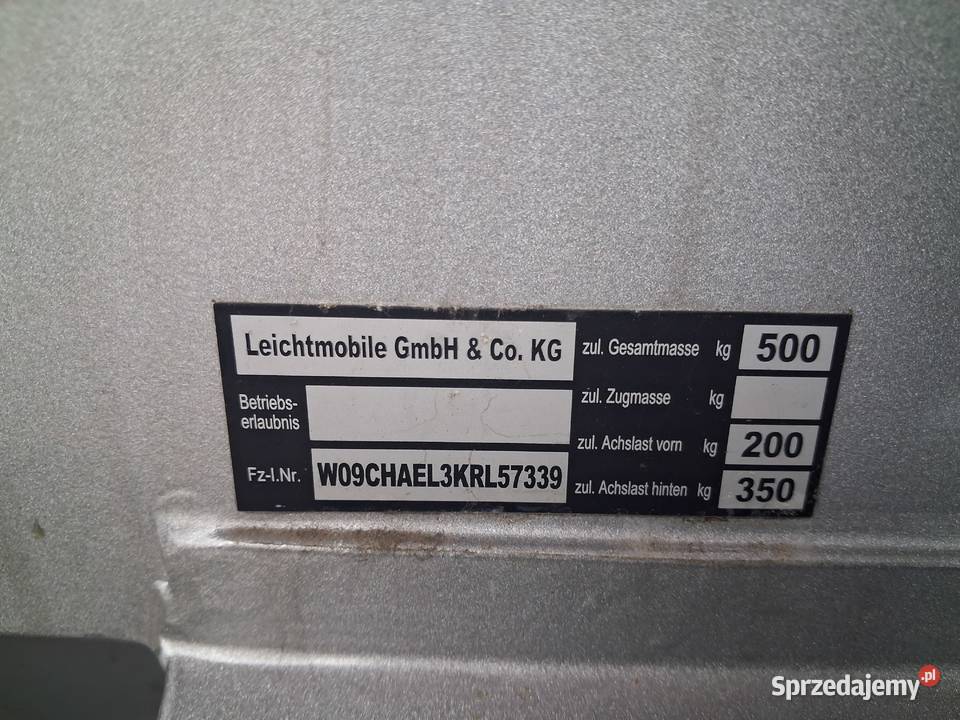 Leichtmobile GmbH & Co. KG
zul. Gesamtmasse kg 500
Betriebs-
erlaubnis
zul. Zugmasse kg
zul. Achslast vorn kg 200
Fz-I.Nr. W09CHAEL3KRL57339
zul. Achslast hinten kg 350
Sprzedajemy.pl